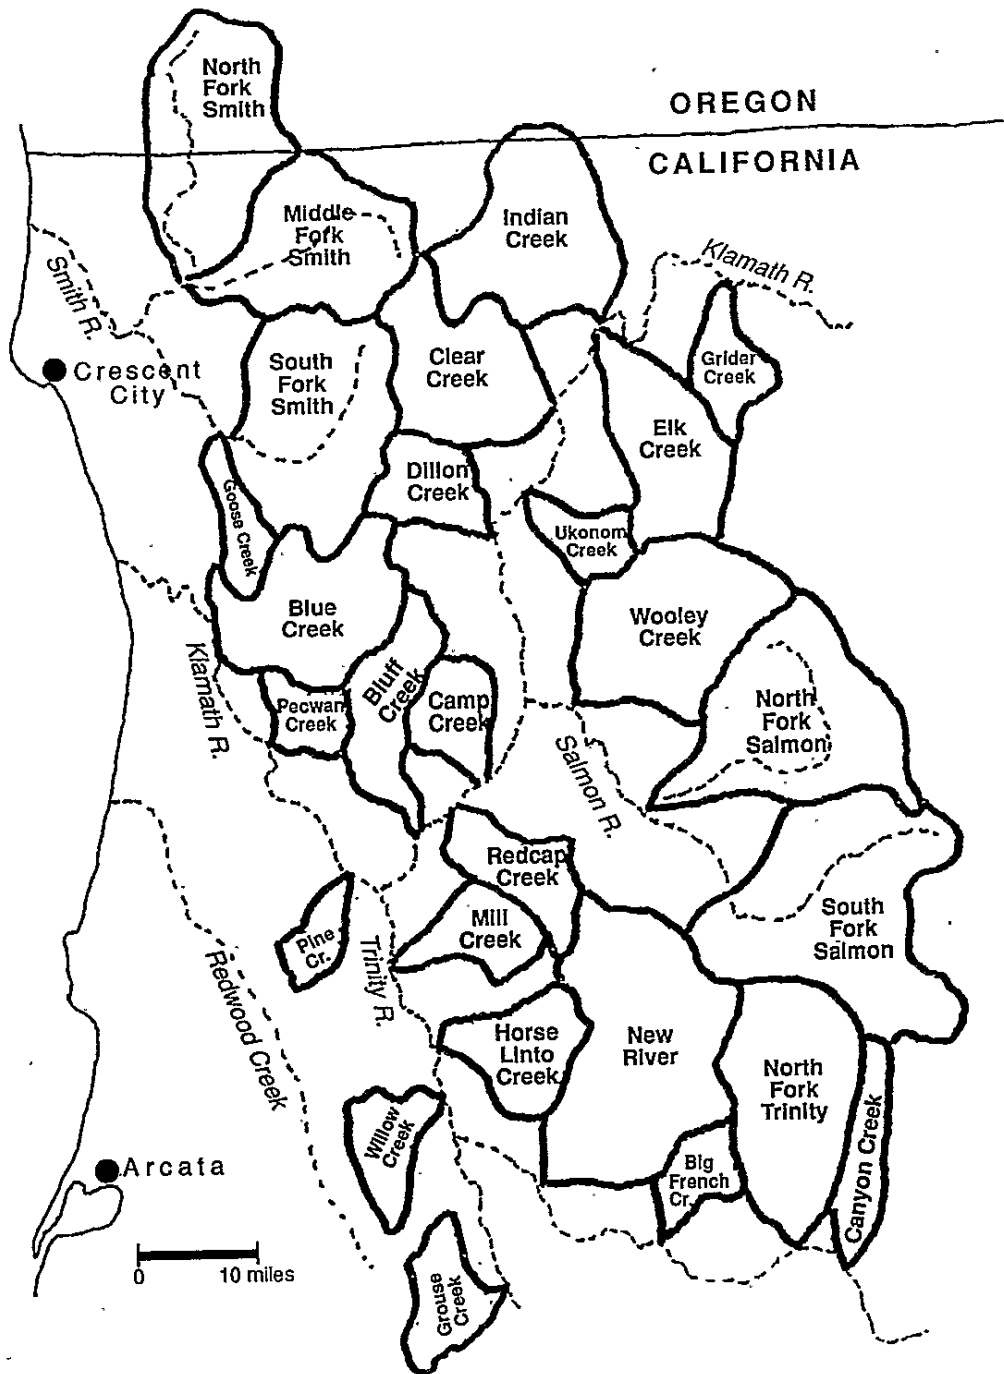 North
Fork
Smith
OREGON
CALIFORNIA
Middle
Fork
Smith
Indian
Creek
Klamath R.
Smith R.
Crescent
City
South
Fork
Smith
Clear
Creek
Grider
Creek
Elk
Creek
Dillon
Creek
Goose Creek
Ukonom
Creek
Blue
Creek
Wooley
Creek
Klamath R.
Pecwan
Creek
Bluff
Creek
Camp
Creek
North
Fork
Salmon
Salmon R.
Redcap
Creek
Mill
Creek
South
Fork
Salmon
Pine
Cr.
Trinity R.
Redwood Creek
Horse
Linto
Creek
New
River
North
Fork
Trinity
Willow
Creek
Big
French
Cr.
Canyon Creek
Arcata
0 10 miles
Grouse
Creek